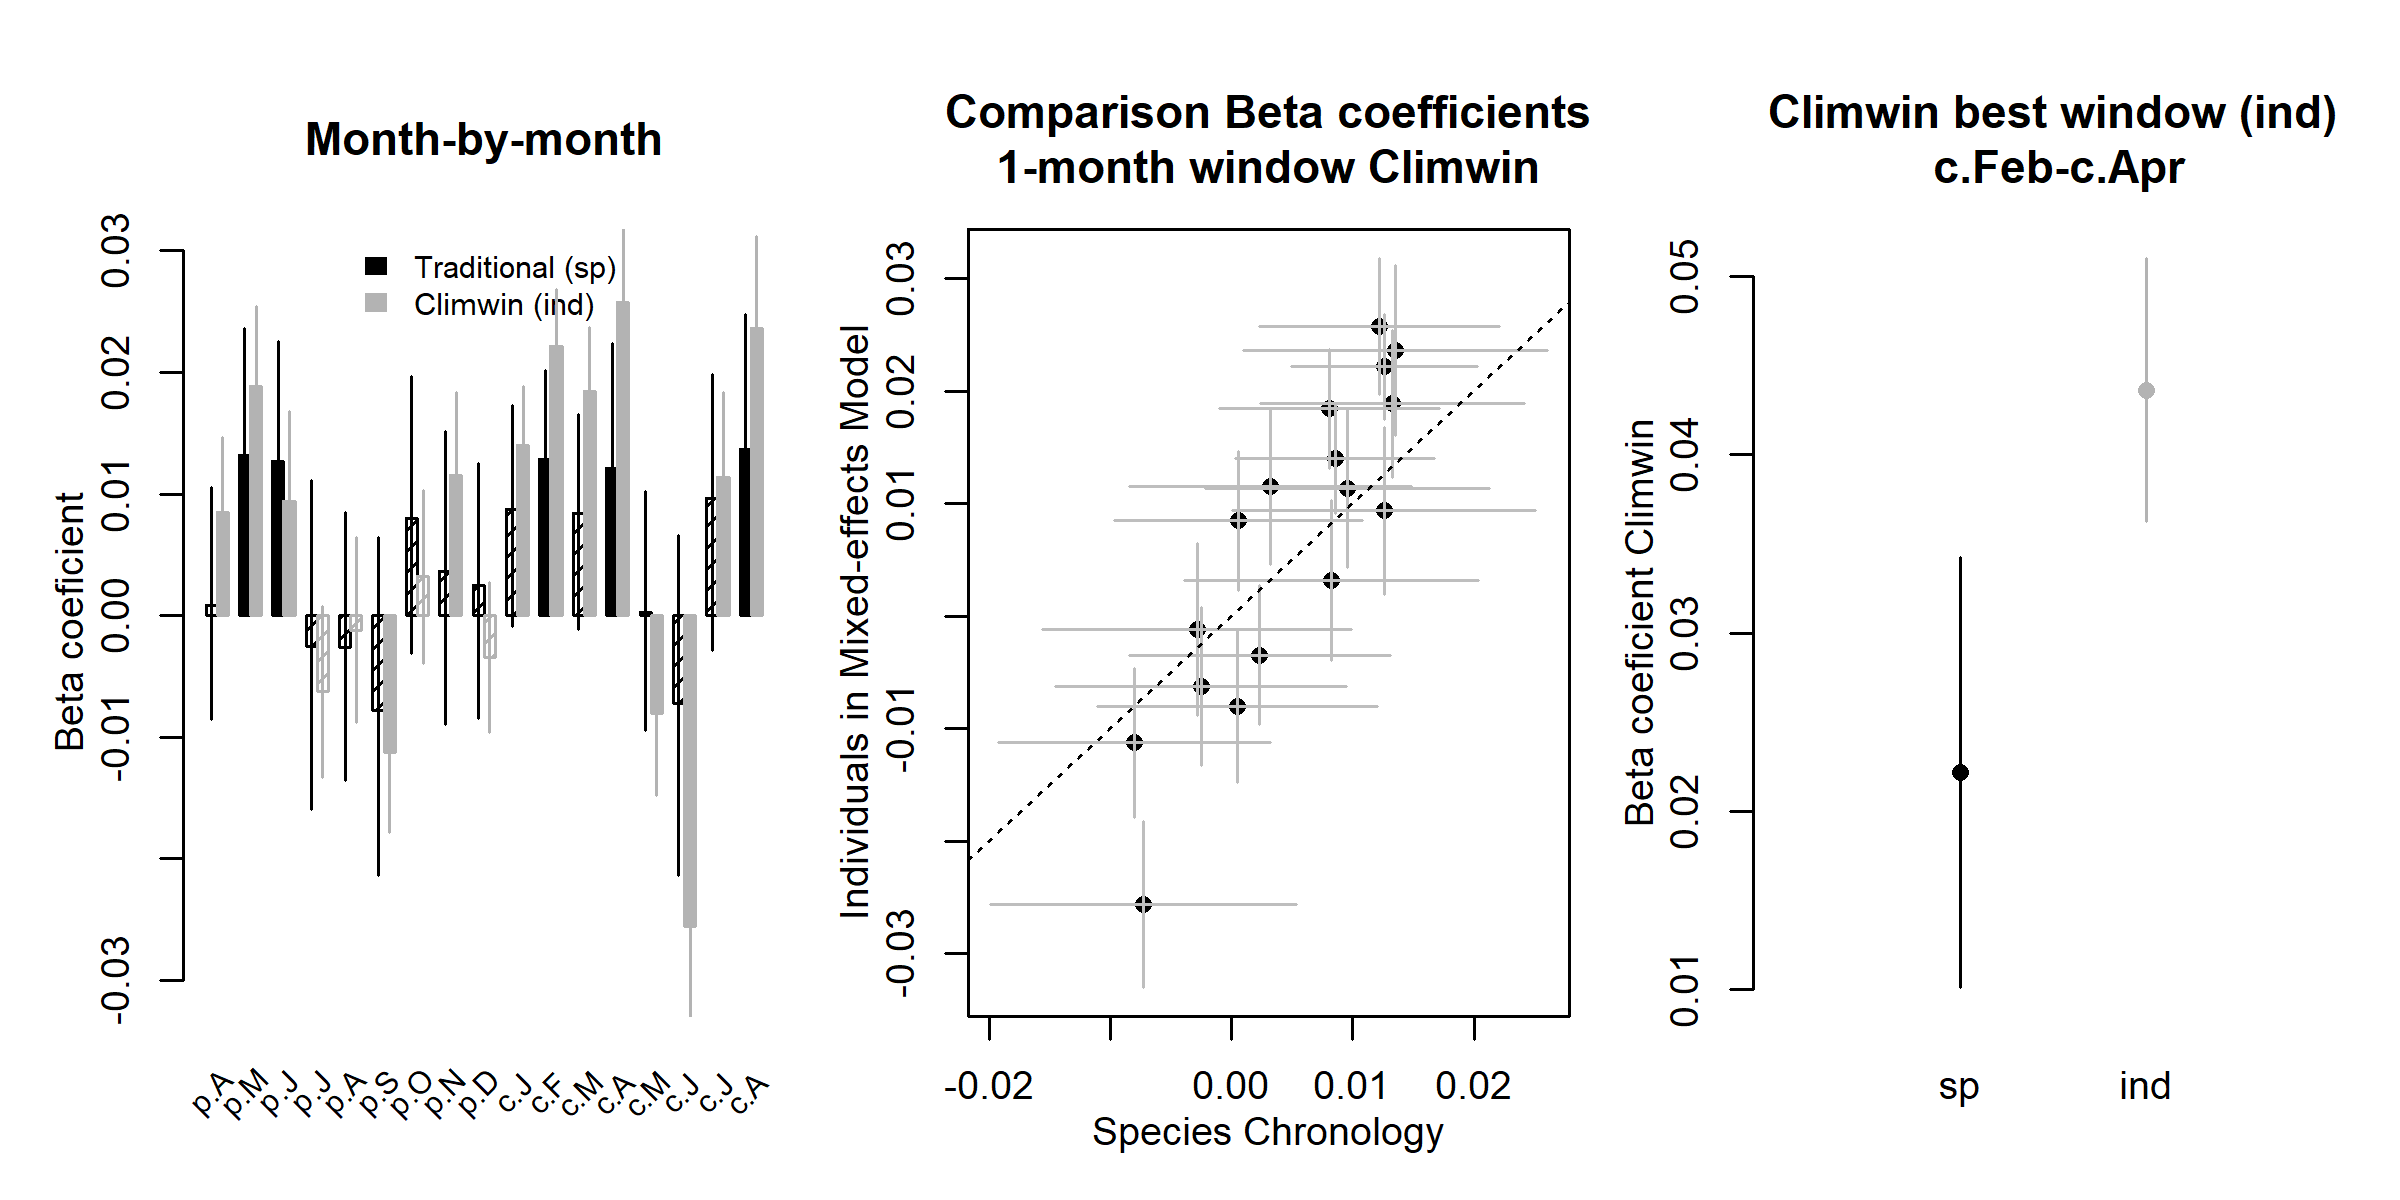 Month-by-month
Beta coeficient
0.03
0.02
0.01
0.00
-0.01
-0.03
Traditional (sp)
Climwin (ind)
p.A
p.M
p.J
p.J
p.A
p.S
p.O
p.N
p.D
c.J
c.F
c.M
c.A
c.M
c.J
c.J
c.A
Comparison Beta coefficients
1-month window Climwin
Individuals in Mixed-effects Model
0.03
0.02
0.01
-0.01
-0.03
-0.02
0.00
0.01
0.02
Species Chronology
Climwin best window (ind)
c.Feb-c.Apr
Beta coeficient Climwin
0.05
0.04
0.03
0.02
0.01
sp
ind